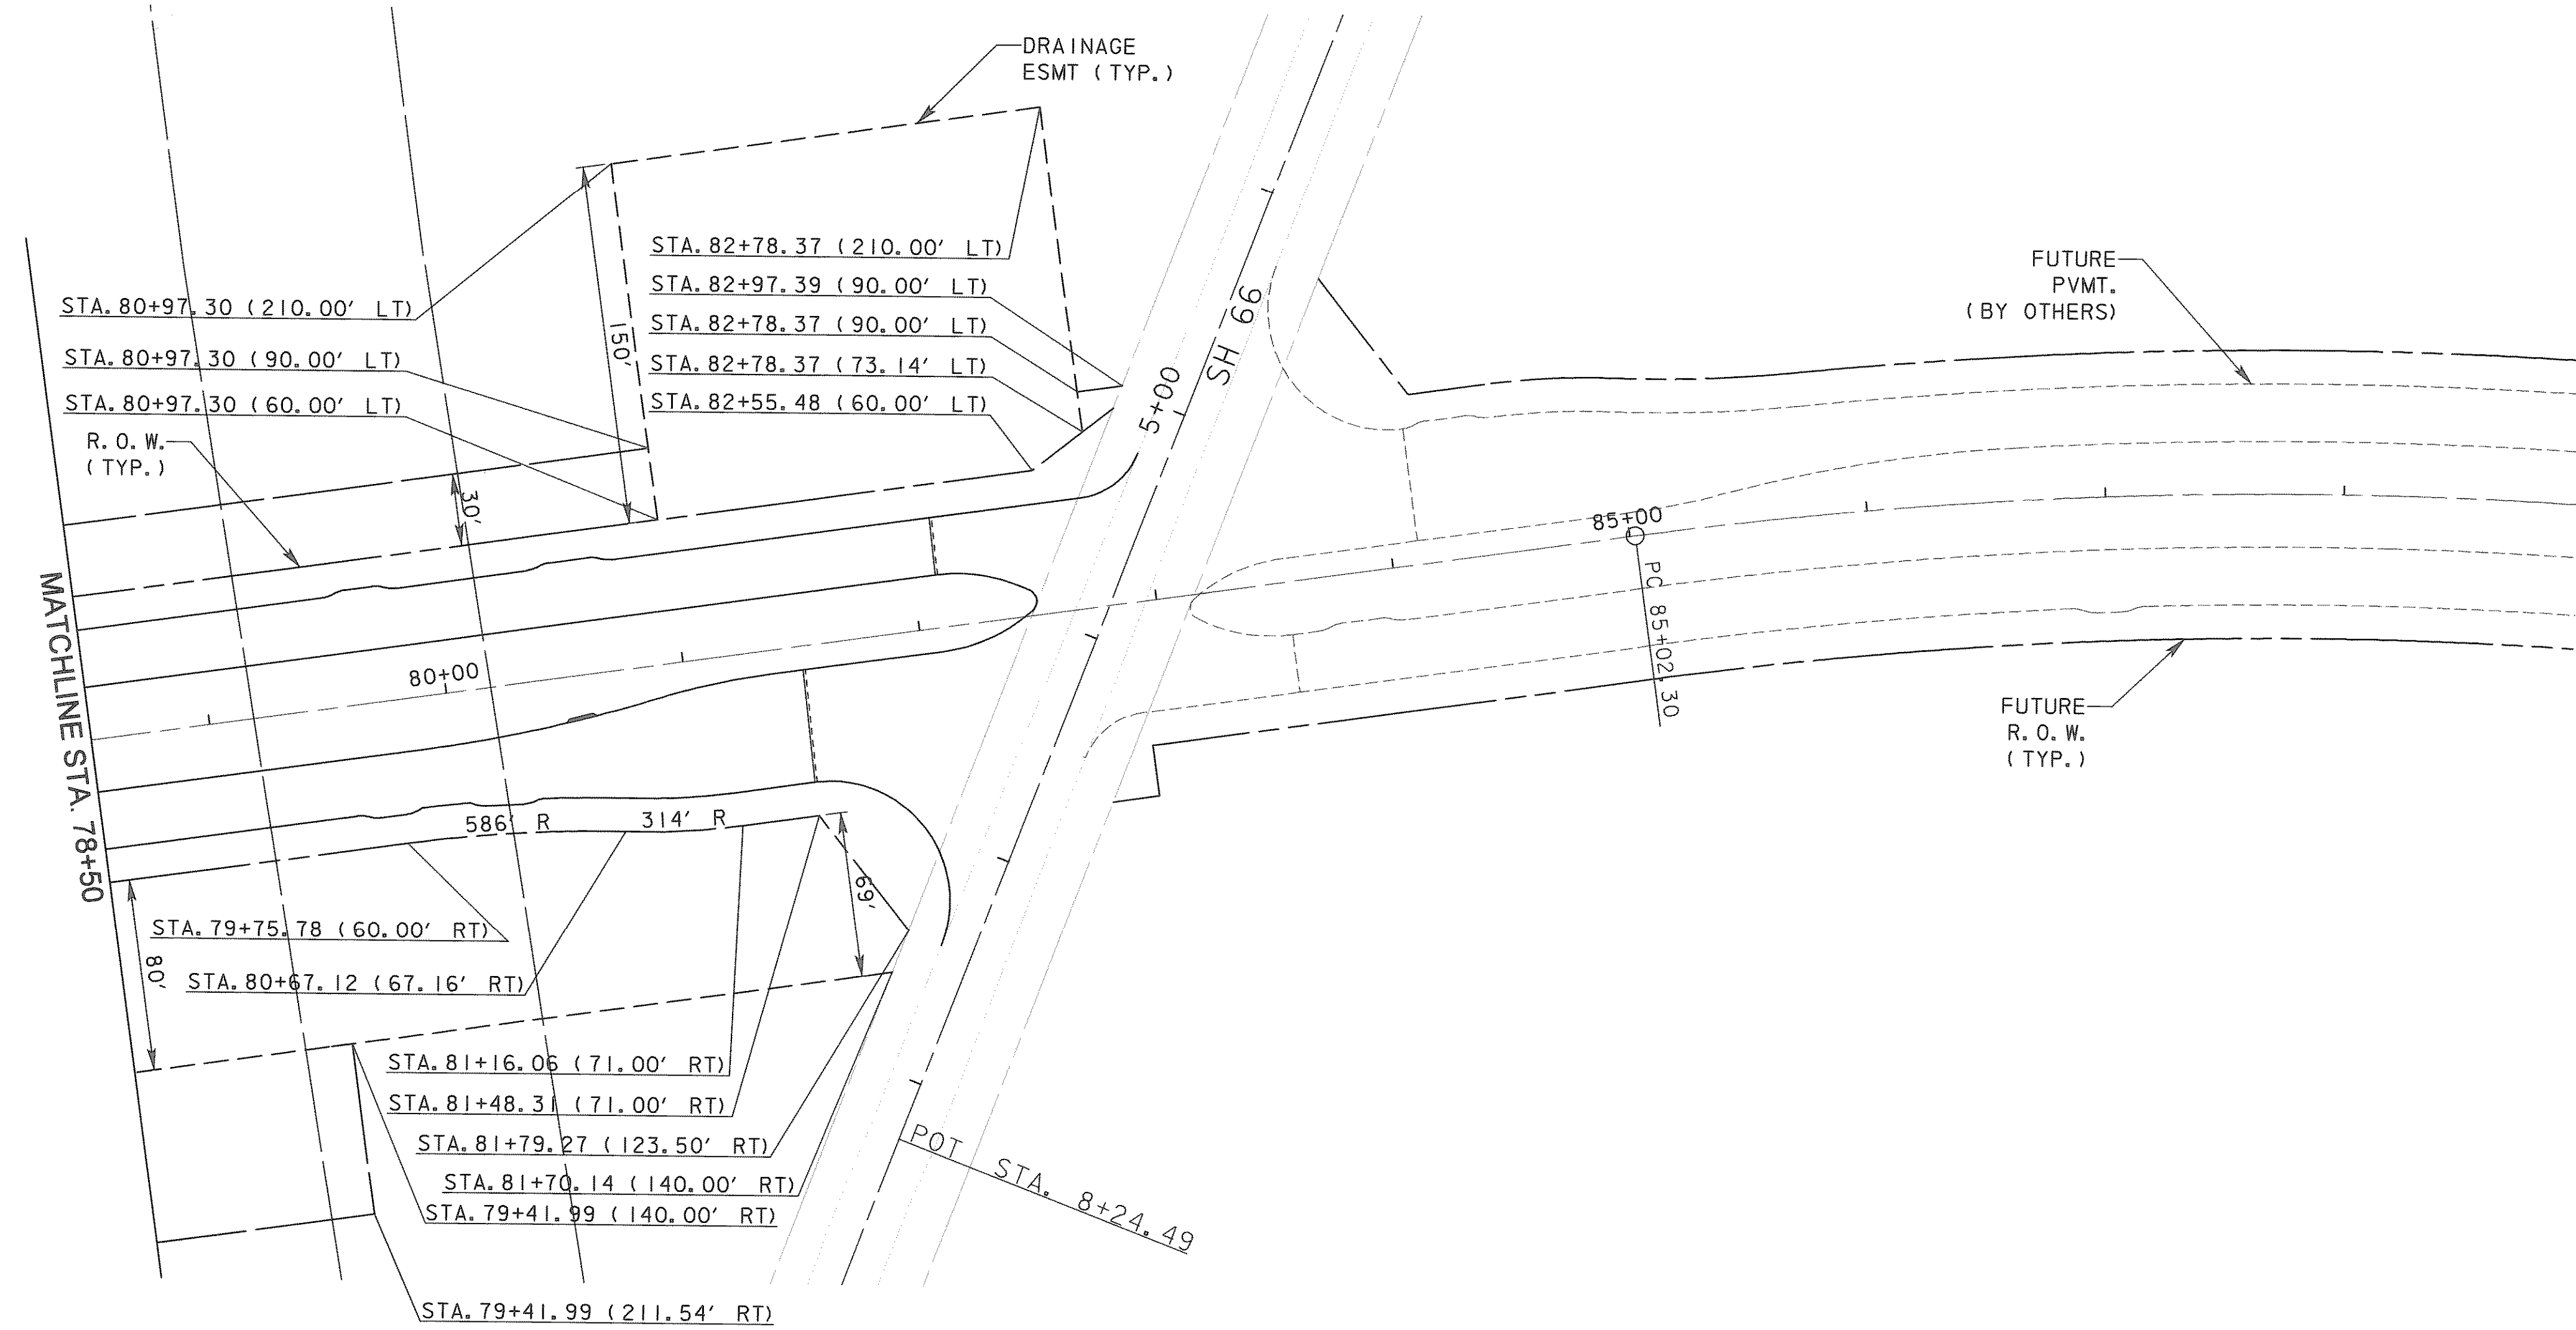 DRAINAGE
ESMT (TYP.)
STA. 82+78.37 (210.00' LT)
STA. 82+97.39 (90.00' LT)
STA. 82+78.37 (90.00' LT)
STA. 82+78.37 (73.14' LT)
STA. 82+55.48 (60.00' LT)
STA. 80+97.30 (210.00' LT)
STA. 80+97.30 (90.00' LT)
STA. 80+97.30 (60.00' LT)
R.O.W.
(TYP.)
150'
30'
5+00
SH 66
FUTURE
PVMT.
(BY OTHERS)
85+00
PC 85+02.30
80+00
MATCHLINE STA. 78+50
586' R
314' R
69'
80'
FUTURE
R.O.W.
(TYP.)
STA. 79+75.78 (60.00' RT)
STA. 80+67.12 (67.16' RT)
STA. 81+16.06 (71.00' RT)
STA. 81+48.31 (71.00' RT)
STA. 81+79.27 (123.50' RT)
STA. 81+70.14 (140.00' RT)
STA. 79+41.99 (140.00' RT)
POT STA. 8+24.49
STA. 79+41.99 (211.54' RT)